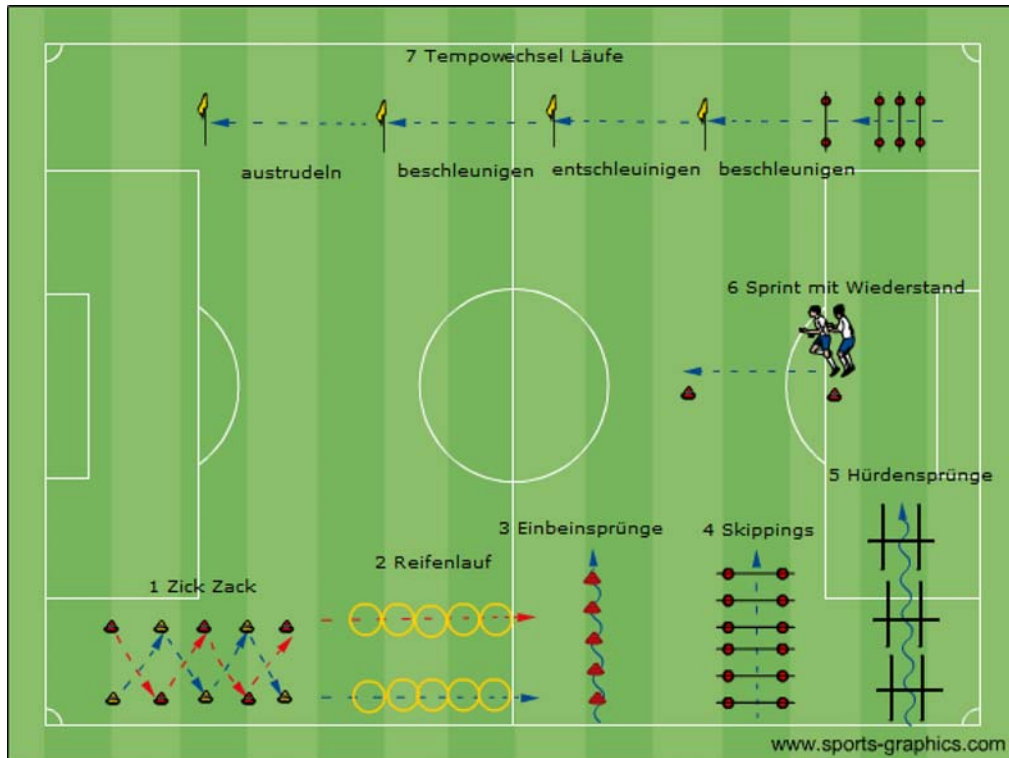 7 Tempowechsel Läufe
austrudeln beschleunigen entschleuinigen beschleunigen
6 Sprint mit Wiederstand
5 Hürdensprünge
3 Einbeinsprünge 4 Skippings
2 Reifenlauf
1 Zick Zack
www.sports-graphics.com